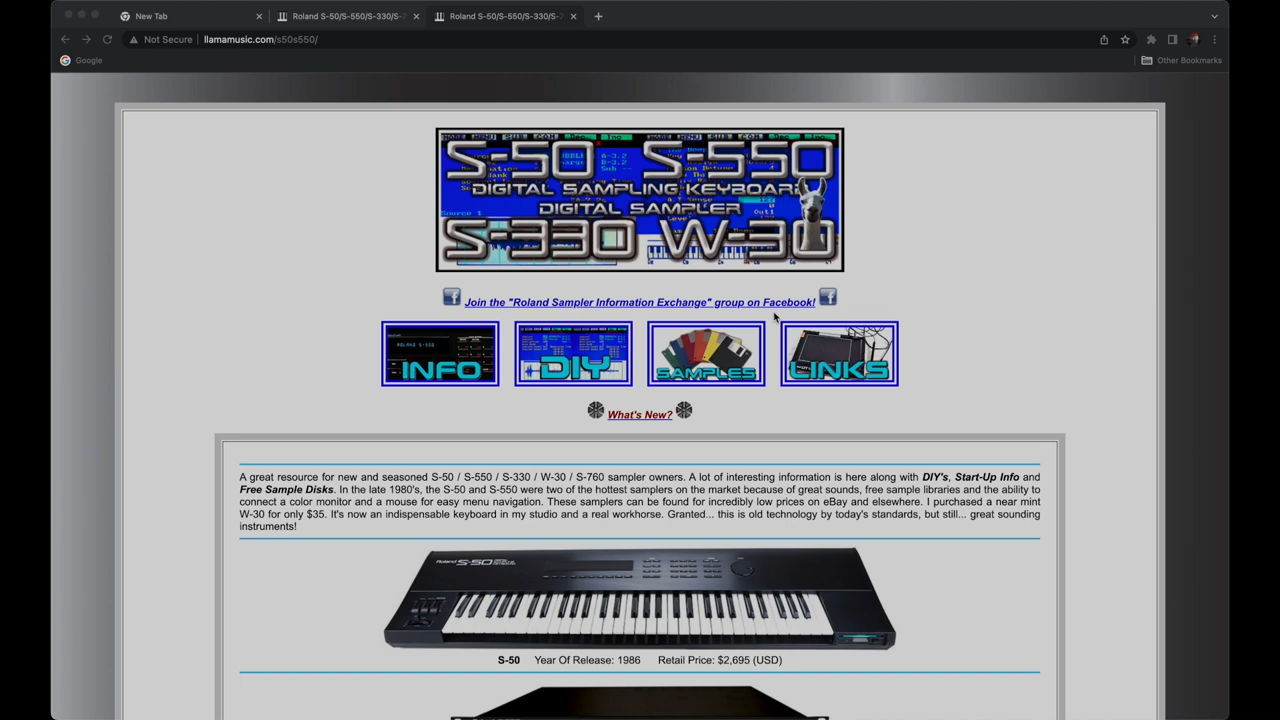 New Tab
Roland S-50/S-550/S-330/S-
Roland S-50/S-550/S-330/S-
Not Secure
llamamusic.com/s50s550/
Google
Other Bookmarks
S-50 S-550
DIGITAL SAMPLING KEYBOARD
DIGITAL SAMPLER
S-330 W-30
Join the "Roland Sampler Information Exchange" group on Facebook!
INFO
DIY
SAMPLES
LINKS
What's New?
A great resource for new and seasoned S-50 / S-550 / S-330 / W-30 / S-760 sampler owners. A lot of interesting information is here along with DIY's, Start-Up Info and
Free Sample Disks. In the late 1980's, the S-50 and S-550 were two of the hottest samplers on the market because of great sounds, free sample libraries and the ability to
connect a color monitor and a mouse for easy menu navigation. These samplers can be found for incredibly low prices on eBay and elsewhere. I purchased a near mint
W-30 for only $35. It's now an indispensable keyboard in my studio and a real workhorse. Granted... this is old technology by today's standards, but still... great sounding
instruments!
Roland S-50
S-50 Year Of Release: 1986 Retail Price: $2,695 (USD)